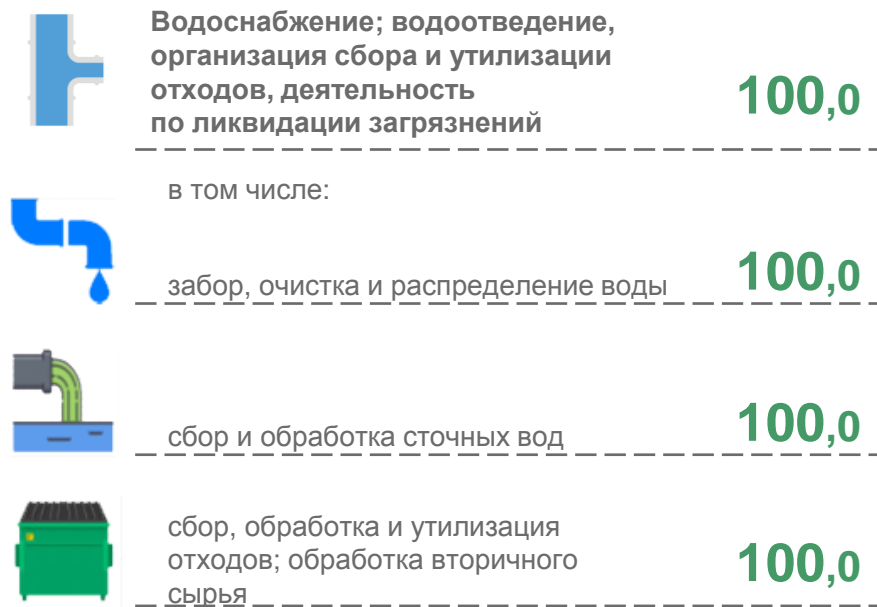 Водоснабжение; водоотведение,
организация сбора и утилизации
отходов, деятельность
по ликвидации загрязнений
100,0
в том числе:
забор, очистка и распределение воды
100,0
сбор и обработка сточных вод
100,0
сбор, обработка и утилизация
отходов; обработка вторичного
сырья
100,0